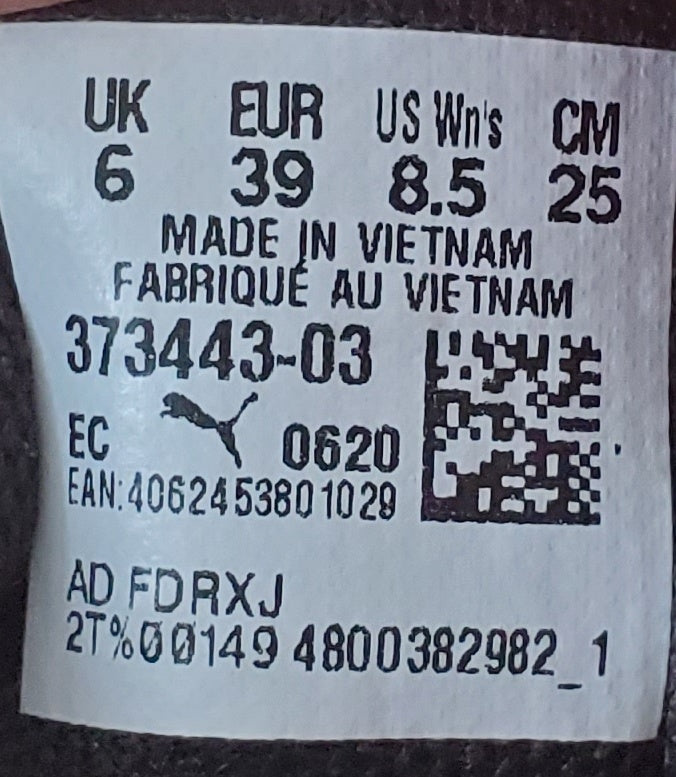 UK EUR US Wn's CM
6 39 8.5 25
MADE IN VIETNAM
FABRIQUÉ AU VIETNAM
373443-03
EC 0620
EAN:4062453801029
AD FDRXJ
2T%00149 4800382982_1